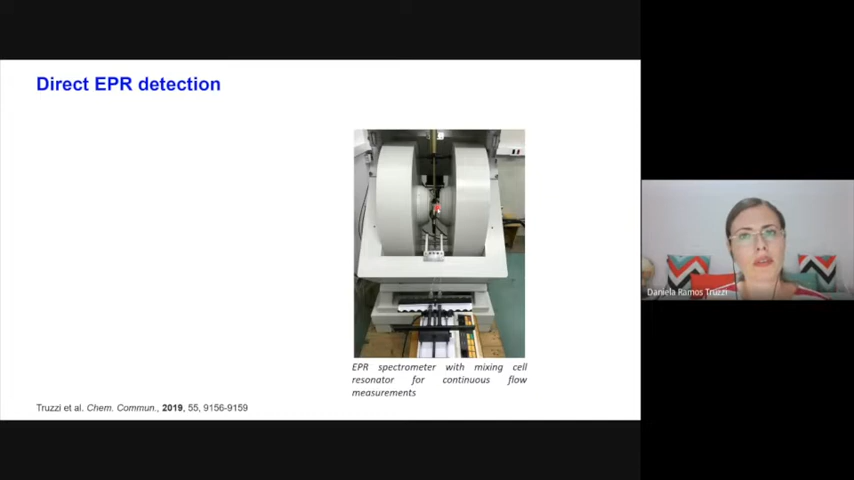 Direct EPR detection
EPR spectrometer with mixing cell
resonator for continuous flow
measurements
Truzzi et al. Chem. Commun., 2019, 55, 9156-9159
Daniela Ramos Truzzi